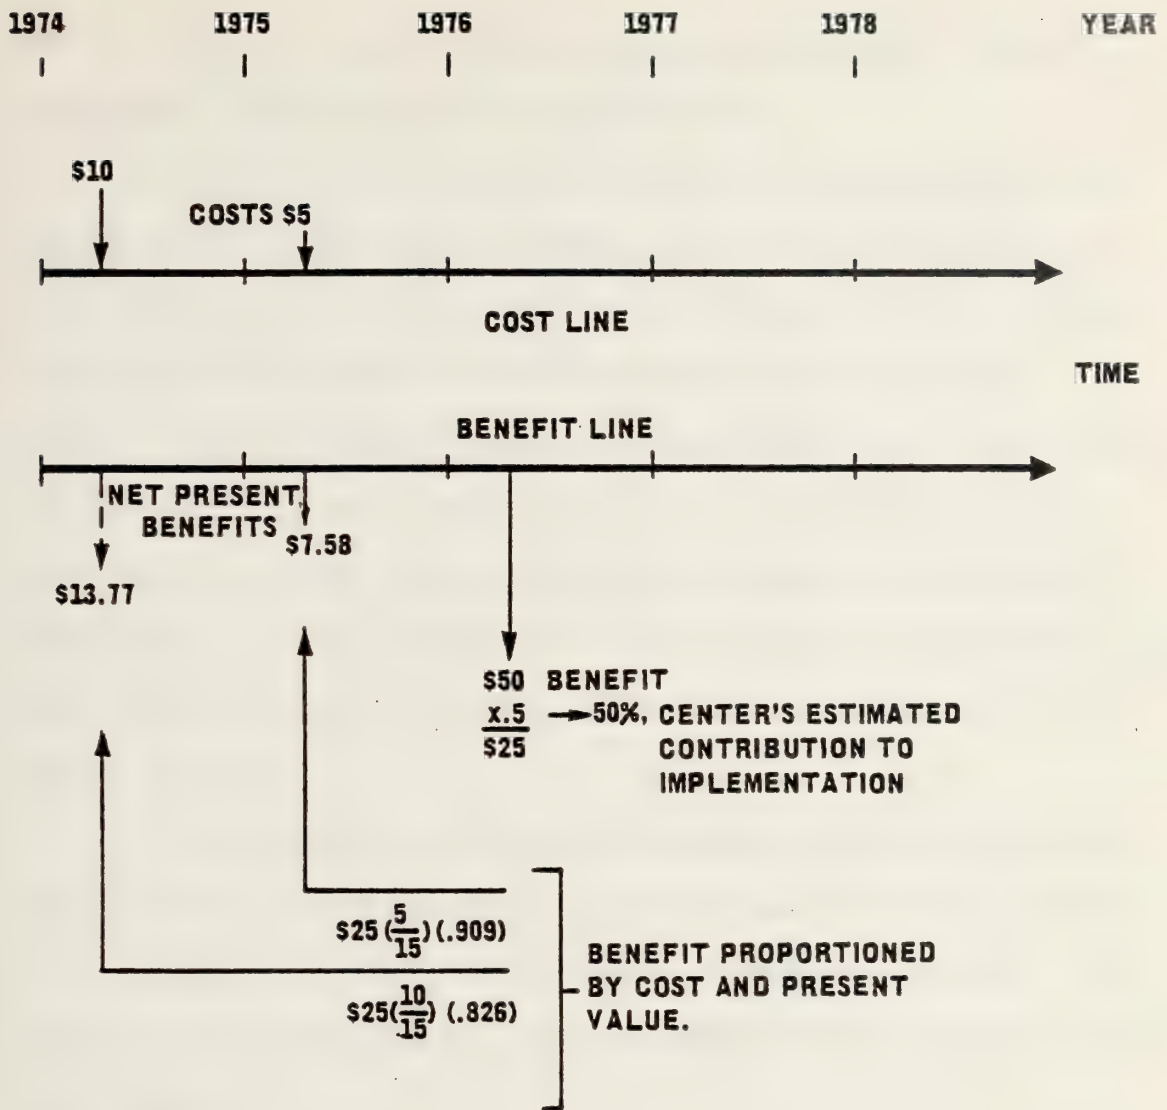 1974 1975 1976 1977 1978 YEAR
$10
COSTS $5
COST LINE
TIME
BENEFIT LINE
NET PRESENT
BENEFITS
$7.58
$13.77
$50 BENEFIT
x.5 → 50%, CENTER'S ESTIMATED
$25 CONTRIBUTION TO
IMPLEMENTATION
$25 (5/15) (.909)
$25 (10/15) (.826)
BENEFIT PROPORTIONED
BY COST AND PRESENT
VALUE.